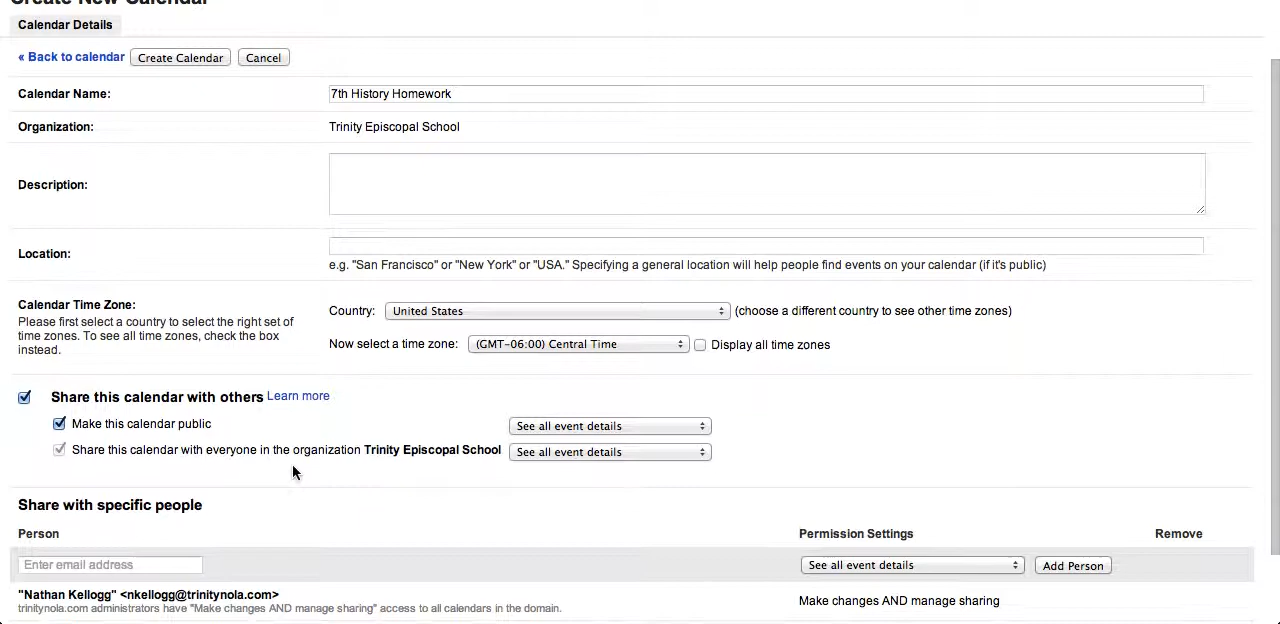 Create New Calendar
Calendar Details
« Back to calendar Create Calendar Cancel
Calendar Name: 7th History Homework
Organization: Trinity Episcopal School
Description:
Location:
e.g. "San Francisco" or "New York" or "USA." Specifying a general location will help people find events on your calendar (if it's public)
Calendar Time Zone:
Please first select a country to select the right set of
time zones. To see all time zones, check the box
instead.
Country: United States (choose a different country to see other time zones)
Now select a time zone: (GMT-06:00) Central Time Display all time zones
Share this calendar with others Learn more
Make this calendar public See all event details
Share this calendar with everyone in the organization Trinity Episcopal School See all event details
Share with specific people
Person Permission Settings Remove
Enter email address See all event details Add Person
"Nathan Kellogg" <nkellogg@trinitynola.com>
trinitynola.com administrators have "Make changes AND manage sharing" access to all calendars in the domain.
Make changes AND manage sharing